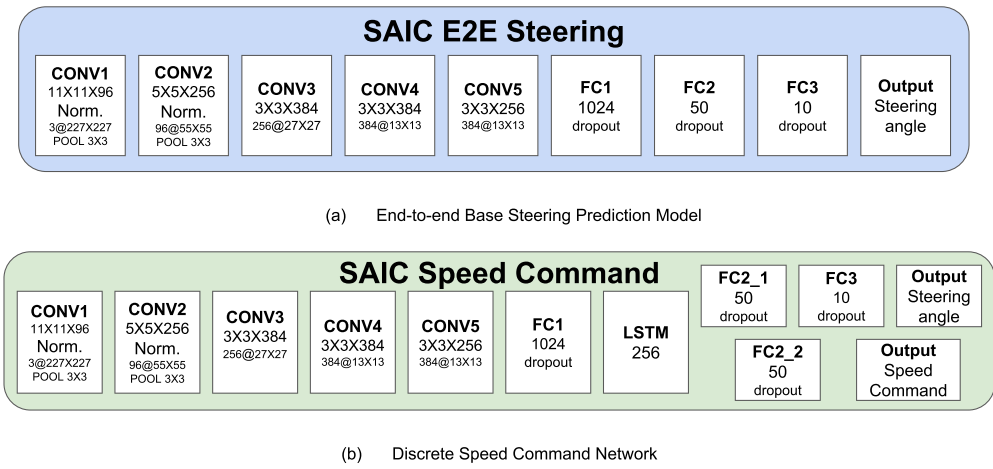 SAIC E2E Steering
CONV1
11X11X96
Norm.
3@227X227
POOL 3X3
CONV2
5X5X256
Norm.
96@55X55
POOL 3X3
CONV3
3X3X384
256@27X27
CONV4
3X3X384
384@13X13
CONV5
3X3X256
384@13X13
FC1
1024
dropout
FC2
50
dropout
FC3
10
dropout
Output
Steering
angle
(a) End-to-end Base Steering Prediction Model
SAIC Speed Command
CONV1
11X11X96
Norm.
3@227X227
POOL 3X3
CONV2
5X5X256
Norm.
96@55X55
POOL 3X3
CONV3
3X3X384
256@27X27
CONV4
3X3X384
384@13X13
CONV5
3X3X256
384@13X13
FC1
1024
dropout
LSTM
256
FC2_1
50
dropout
FC3
10
dropout
Output
Steering
angle
FC2_2
50
dropout
Output
Speed
Command
(b) Discrete Speed Command Network